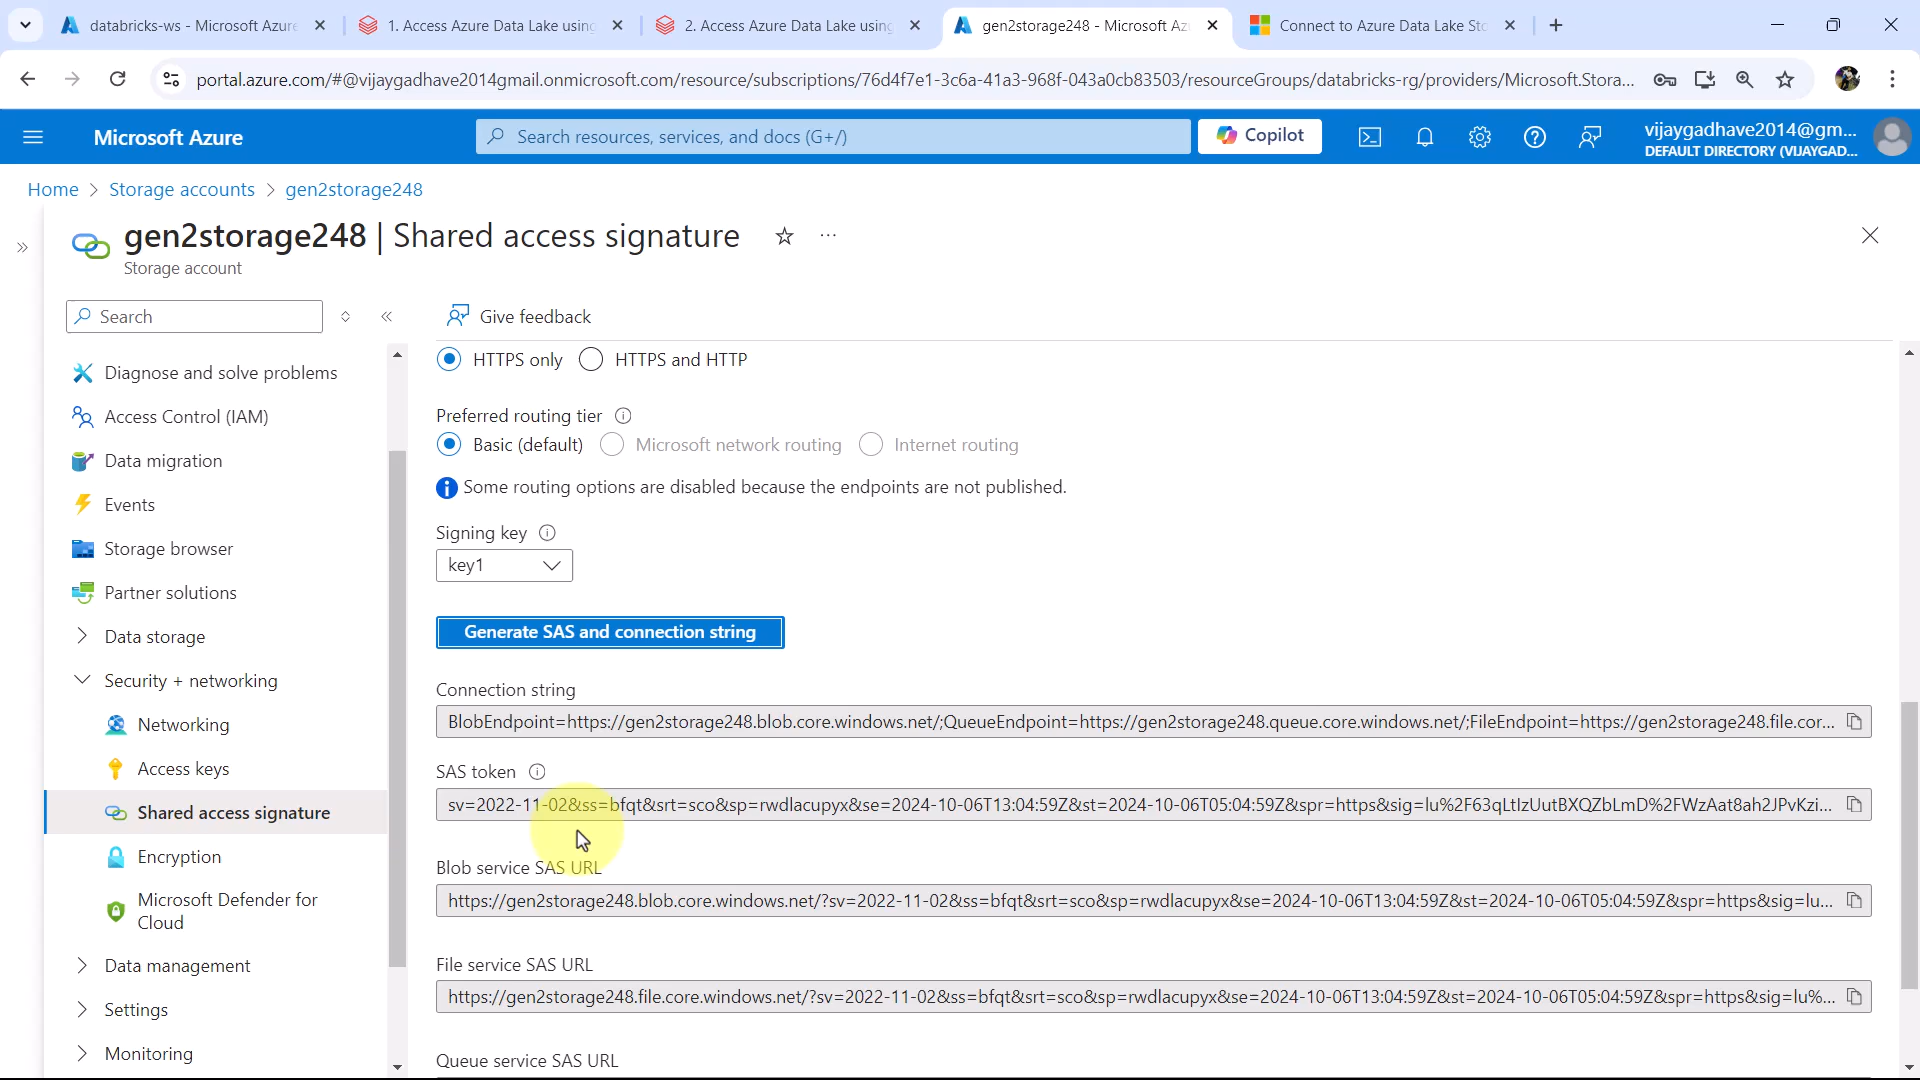 databricks-ws - Microsoft Azure
1. Access Azure Data Lake using
2. Access Azure Data Lake using
gen2storage248 - Microsoft Az
Connect to Azure Data Lake Sto
portal.azure.com/#@vijaygadhave2014gmail.onmicrosoft.com/resource/subscriptions/76d4f7e1-3c6a-41a3-968f-043a0cb83503/resourceGroups/databricks-rg/providers/Microsoft.Stora...
Microsoft Azure
Search resources, services, and docs (G+/)
Copilot
vijaygadhave2014@gm...
DEFAULT DIRECTORY (VIJAYGAD...
Home > Storage accounts > gen2storage248
gen2storage248 | Shared access signature
Storage account
Search
Give feedback
Diagnose and solve problems
Access Control (IAM)
Data migration
Events
Storage browser
Partner solutions
Data storage
Security + networking
Networking
Access keys
Shared access signature
Encryption
Microsoft Defender for
Cloud
Data management
Settings
Monitoring
HTTPS only
HTTPS and HTTP
Preferred routing tier
Basic (default)
Microsoft network routing
Internet routing
Some routing options are disabled because the endpoints are not published.
Signing key
key1
Generate SAS and connection string
Connection string
BlobEndpoint=https://gen2storage248.blob.core.windows.net/;QueueEndpoint=https://gen2storage248.queue.core.windows.net/;FileEndpoint=https://gen2storage248.file.cor...
SAS token
sv=2022-11-02&ss=bfqt&srt=sco&sp=rwdlacupyx&se=2024-10-06T13:04:59Z&st=2024-10-06T05:04:59Z&spr=https&sig=lu%2F63qLtIzUutBXQZbLmD%2FWzAat8ah2JPvKzi...
Blob service SAS URL
https://gen2storage248.blob.core.windows.net/?sv=2022-11-02&ss=bfqt&srt=sco&sp=rwdlacupyx&se=2024-10-06T13:04:59Z&st=2024-10-06T05:04:59Z&spr=https&sig=lu...
File service SAS URL
https://gen2storage248.file.core.windows.net/?sv=2022-11-02&ss=bfqt&srt=sco&sp=rwdlacupyx&se=2024-10-06T13:04:59Z&st=2024-10-06T05:04:59Z&spr=https&sig=lu%...
Queue service SAS URL